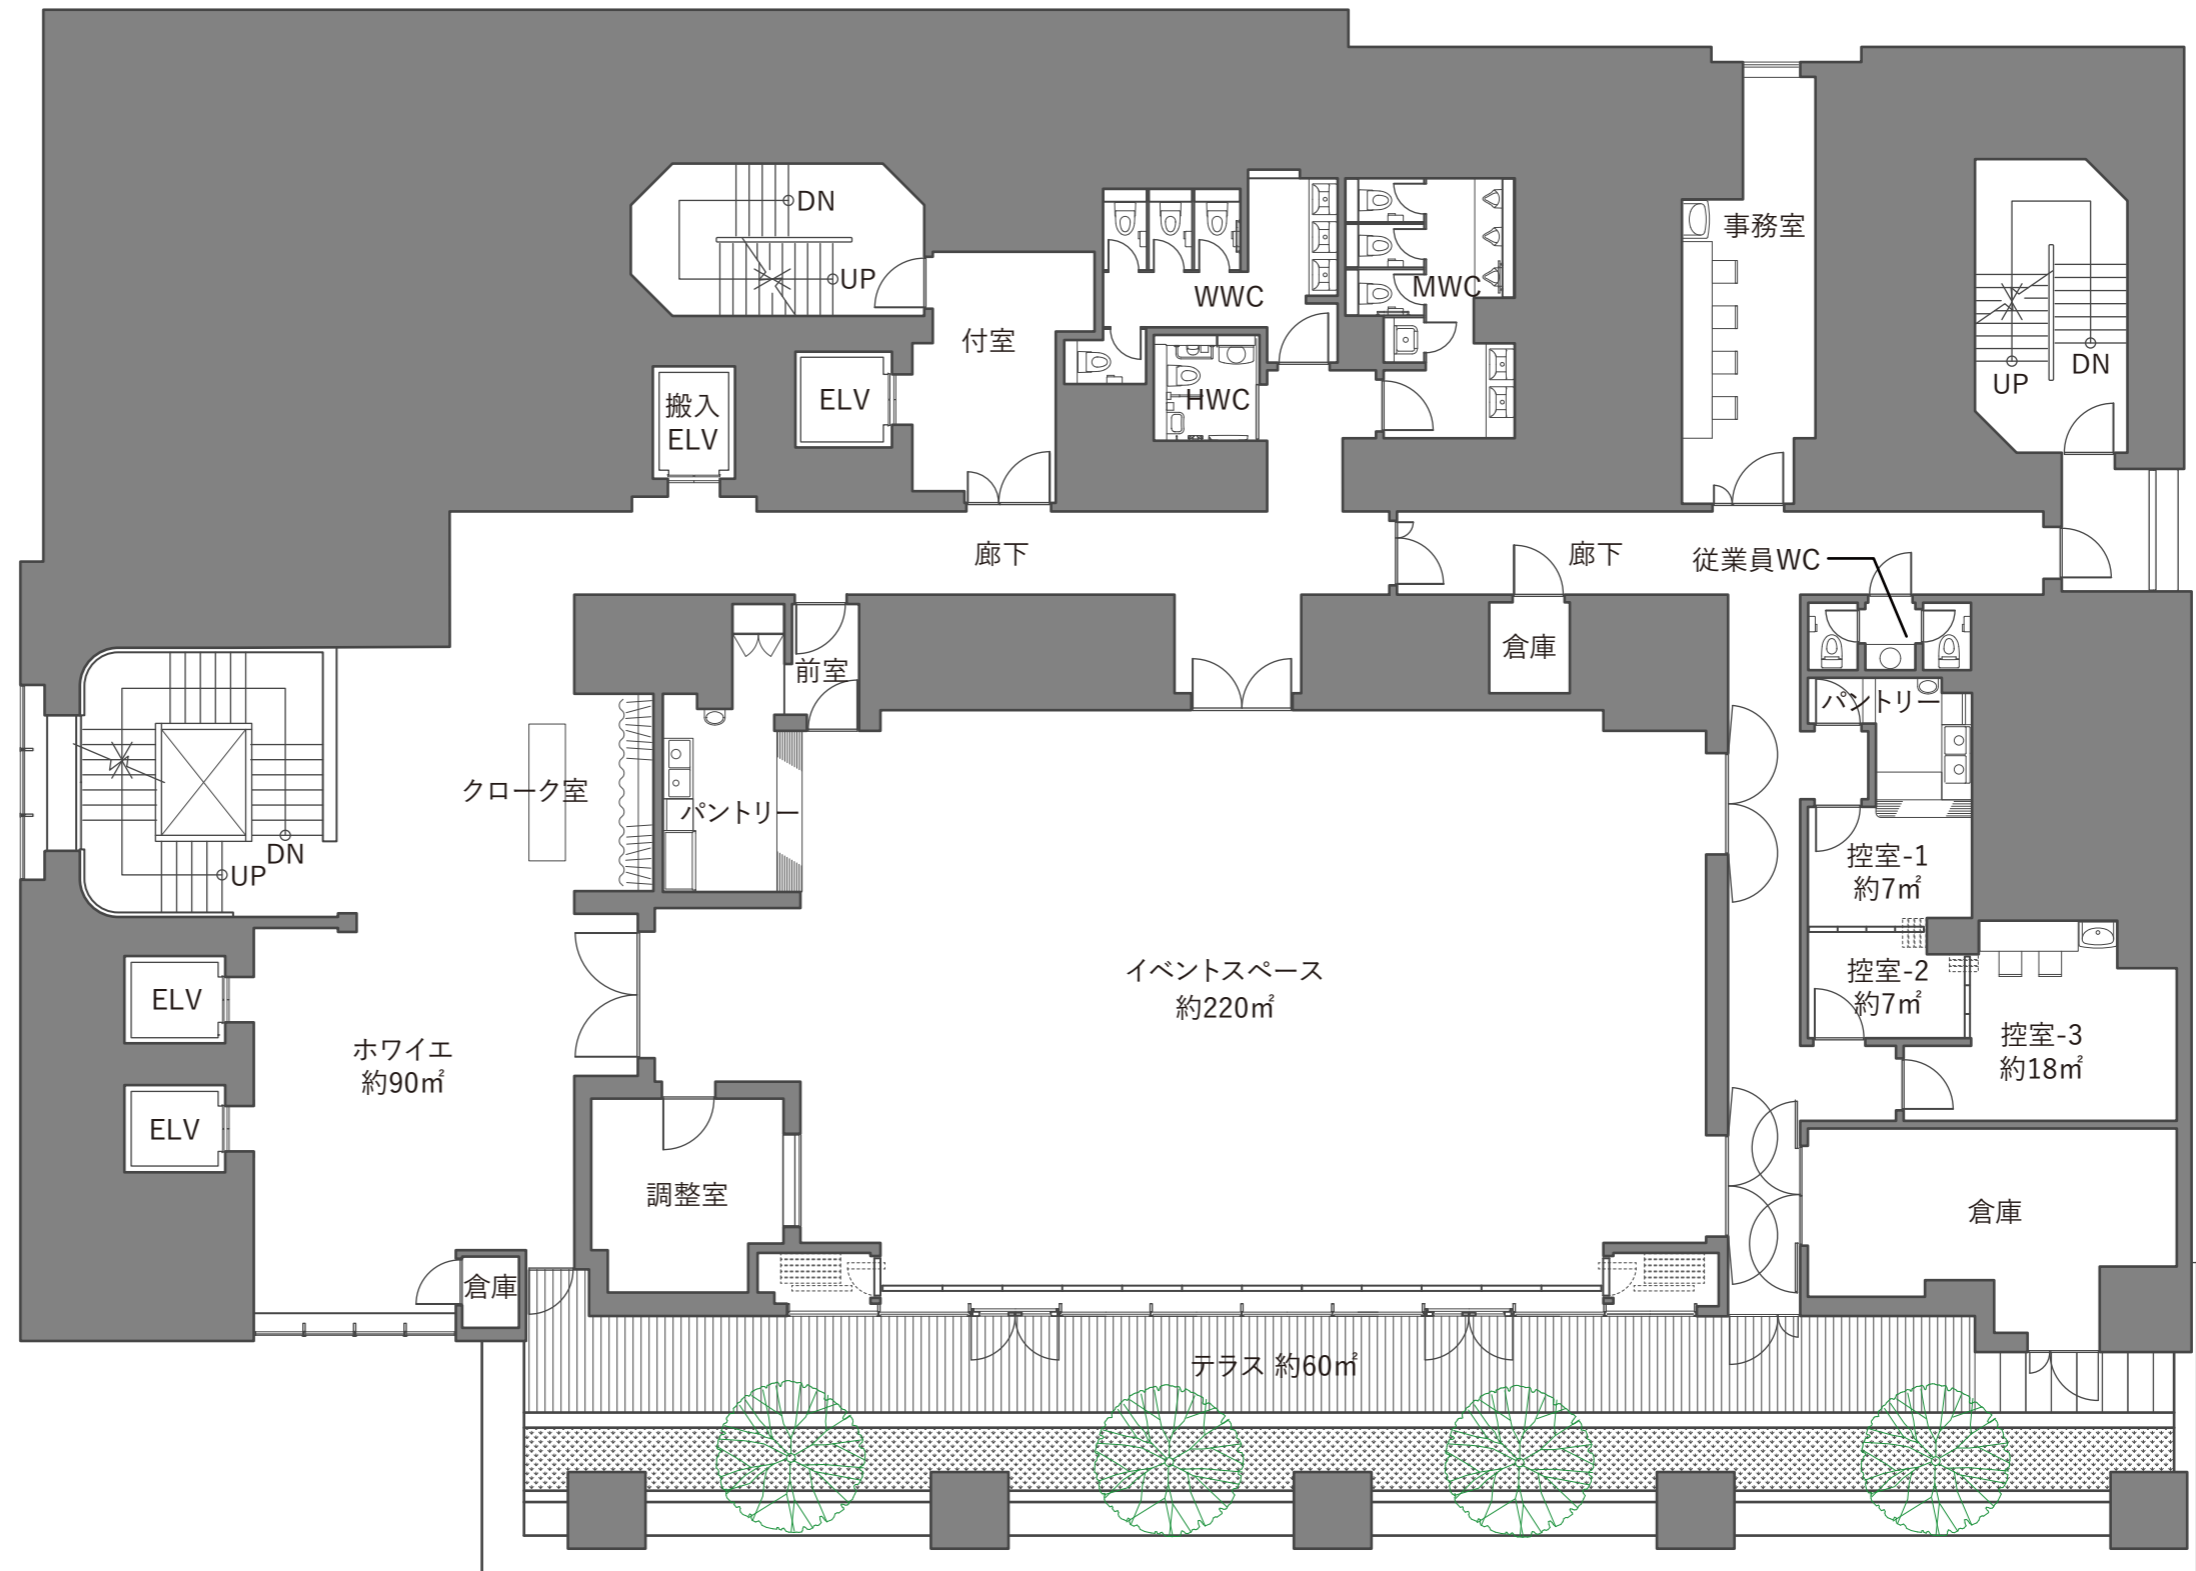 DN
UP
付室
WWC
MWC
事務室
UP
DN
搬入
ELV
ELV
HWC
廊下
廊下
従業員WC
前室
倉庫
パントリー
クローク室
パントリー
DN
UP
控室-1
約7㎡
イベントスペース
約220㎡
控室-2
約7㎡
ELV
ホワイエ
約90㎡
控室-3
約18㎡
ELV
調整室
倉庫
倉庫
テラス 約60㎡